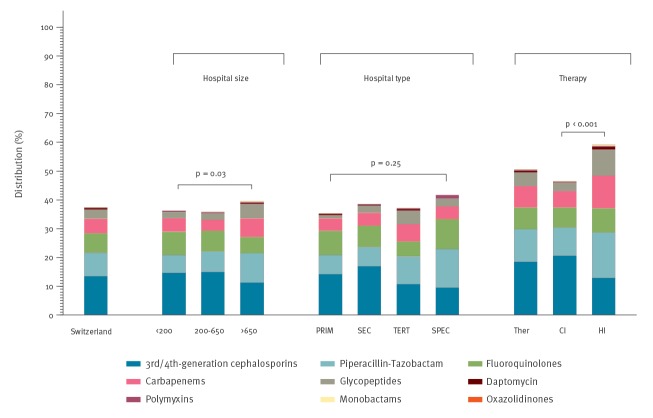 100
90
80
70
60
50
40
30
20
10
0
Distribution (%)
Hospital size
Hospital type
Therapy
p = 0.03
p = 0.25
p < 0.001
Switzerland
<200
200-650
>650
PRIM
SEC
TERT
SPEC
Ther
CI
HI
3rd/4th-generation cephalosporins
Piperacillin-Tazobactam
Fluoroquinolones
Carbapenems
Glycopeptides
Daptomycin
Polymyxins
Monobactams
Oxazolidinones